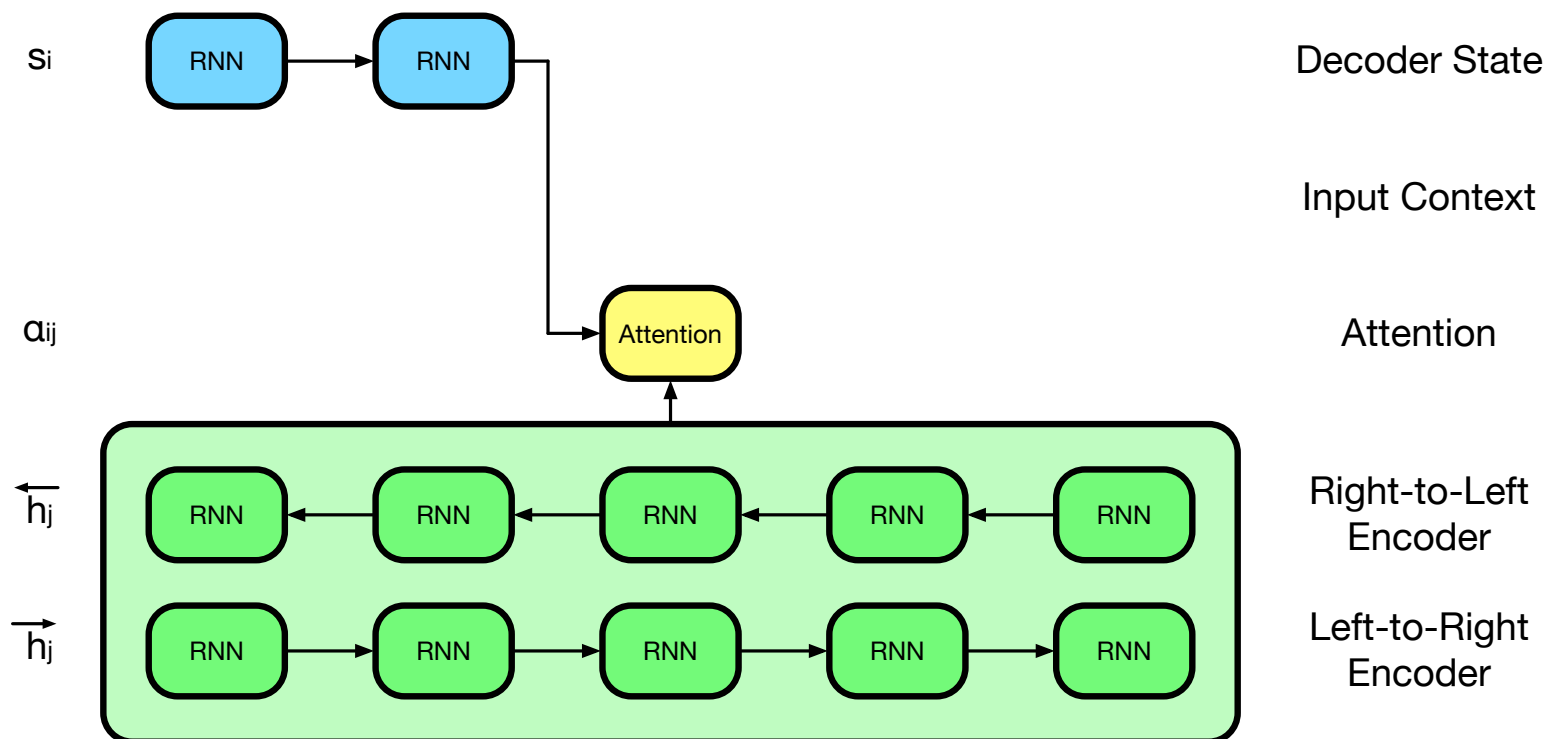 si RNN RNN Decoder State
Input Context
αij Attention Attention
hj RNN RNN RNN RNN RNN Right-to-Left
Encoder
hj RNN RNN RNN RNN RNN Left-to-Right
Encoder